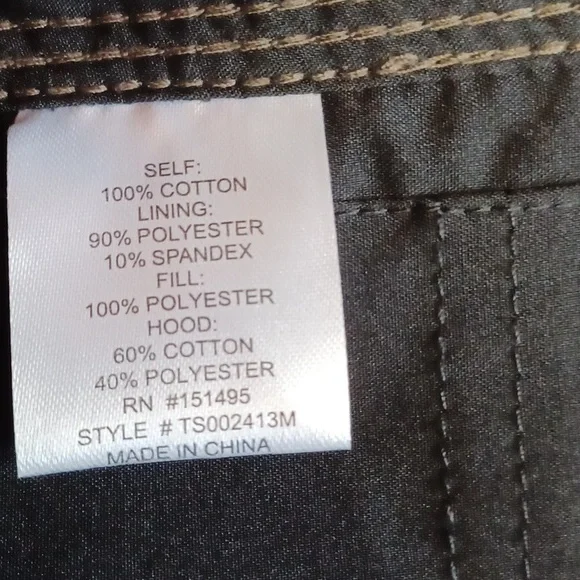 SELF:
100% COTTON
LINING:
90% POLYESTER
10% SPANDEX
FILL:
100% POLYESTER
HOOD:
60% COTTON
40% POLYESTER
RN #151495
STYLE # TS002413M
MADE IN CHINA